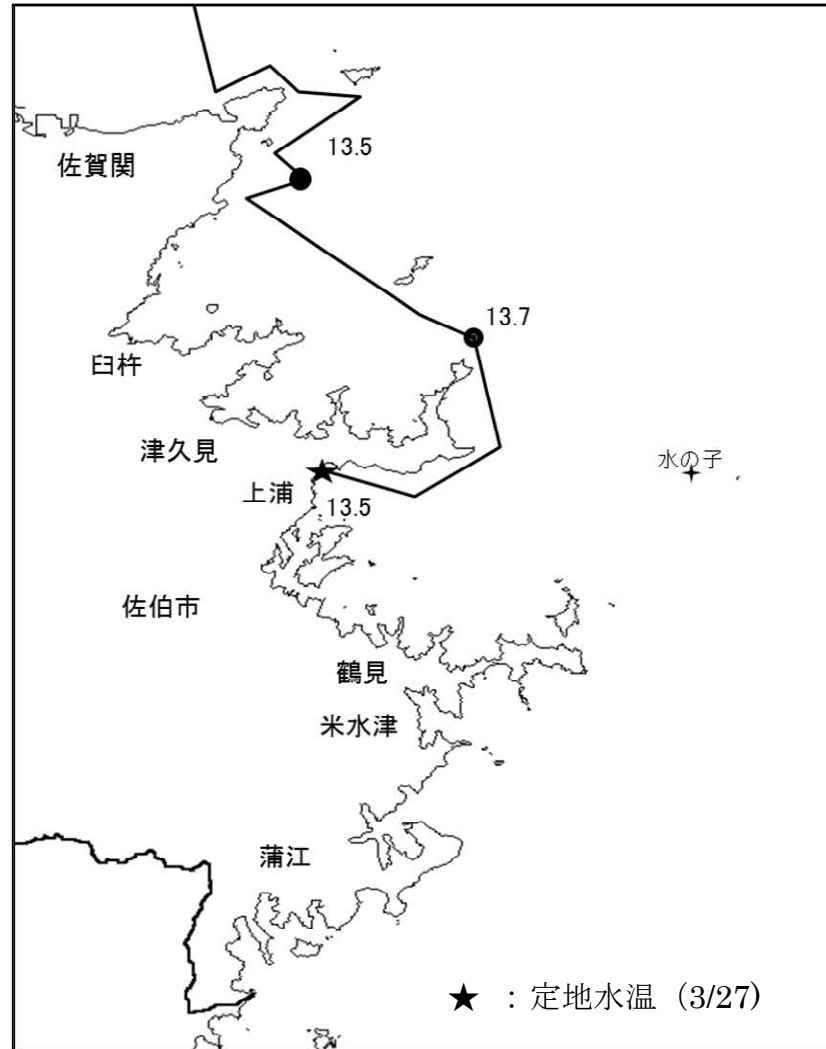 13.5
佐賀関
13.7
臼杵
津久見
水の子
上浦
13.5
佐伯市
鶴見
米水津
蒲江
★ : 定地水温 (3/27)